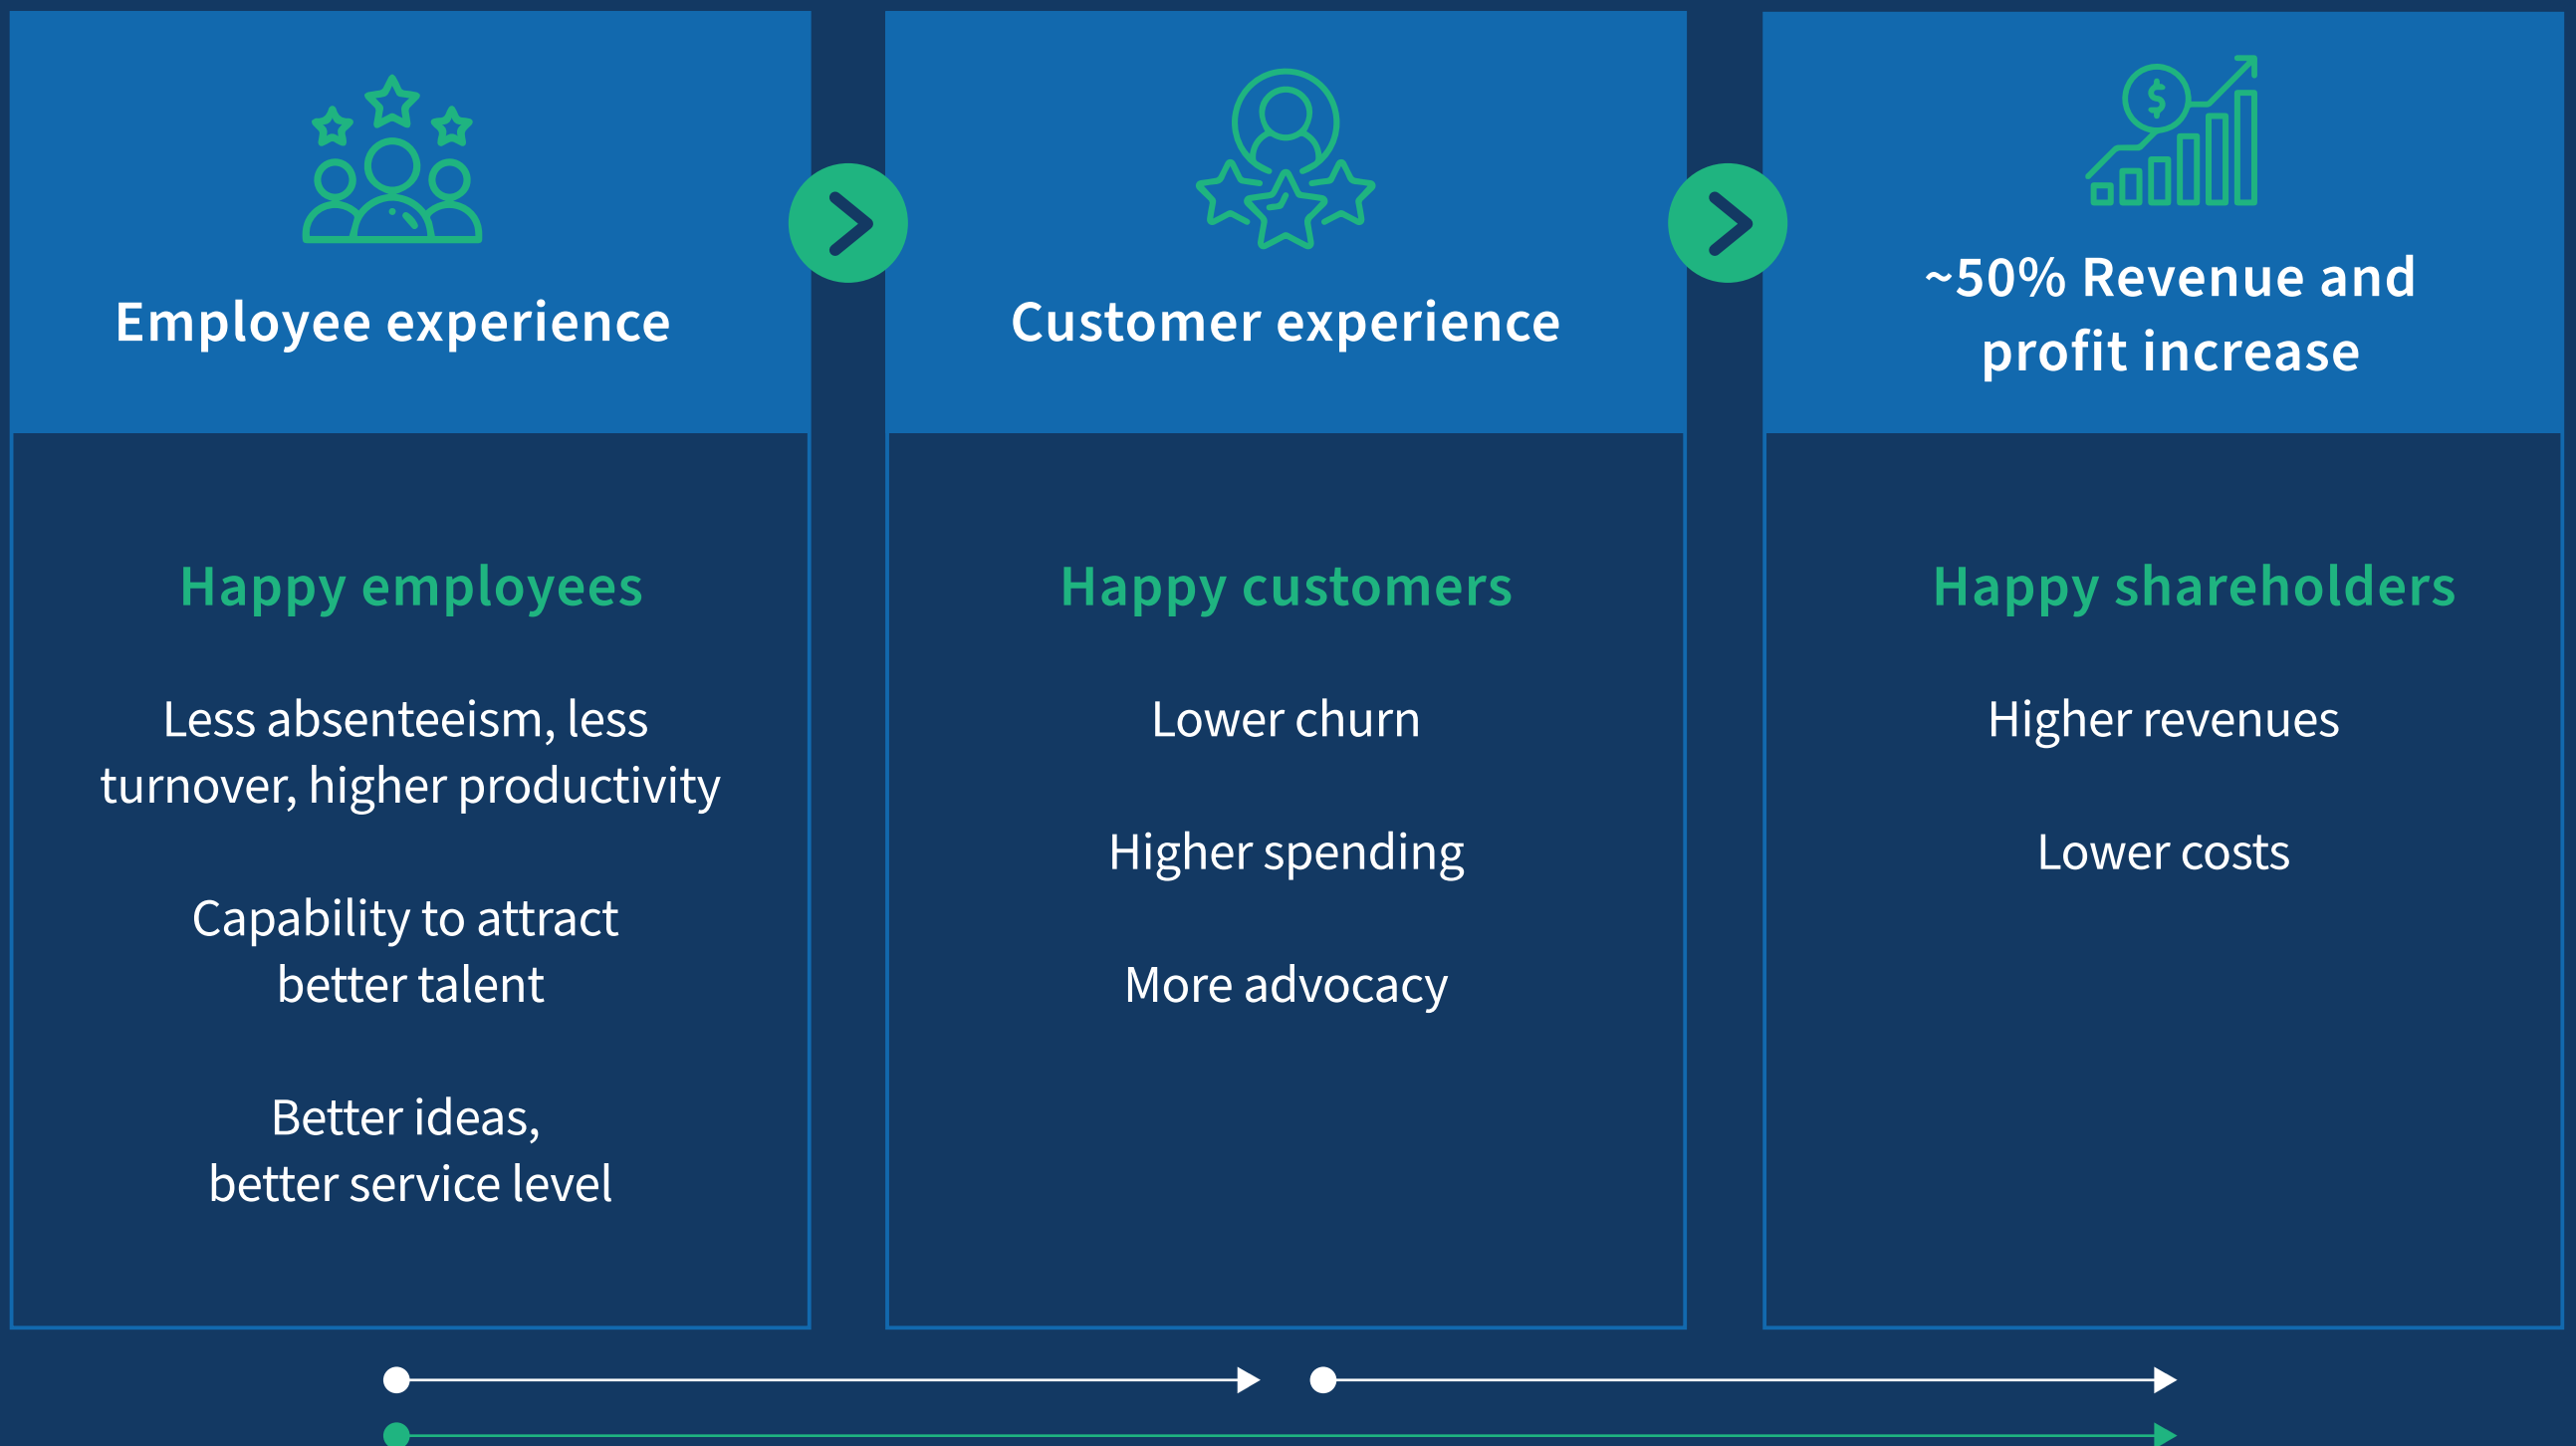 Employee experience
Customer experience
~50% Revenue and
profit increase
Happy employees
Less absenteeism, less
turnover, higher productivity
Capability to attract
better talent
Better ideas,
better service level
Happy customers
Lower churn
Higher spending
More advocacy
Happy shareholders
Higher revenues
Lower costs